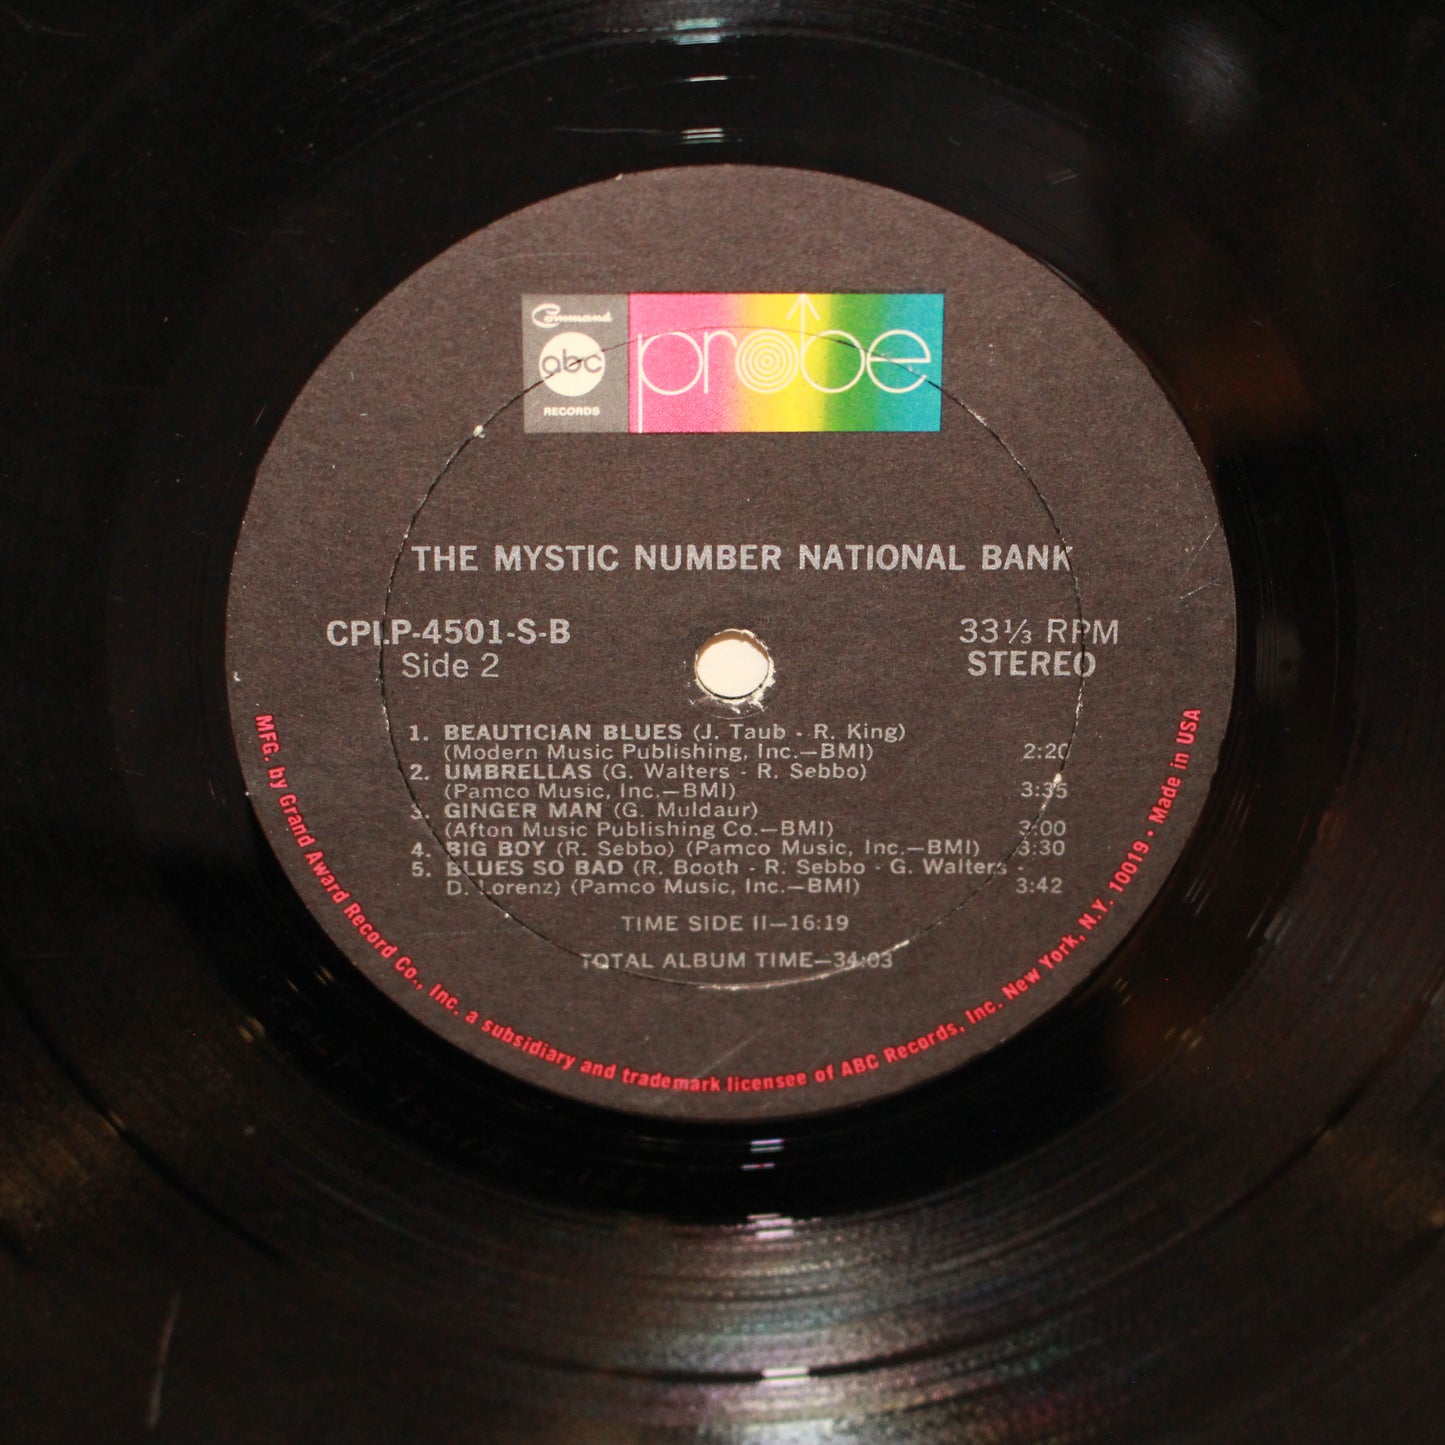 Command
abc
RECORDS
probe
THE MYSTIC NUMBER NATIONAL BANK
CPLP-4501-S-B
Side 2
33⅓ RPM
STEREO
1. BEAUTICIAN BLUES (J. Taub - R. King)
(Modern Music Publishing, Inc.—BMI) 2:20
2. UMBRELLAS (G. Walters - R. Sebbo)
(Pamco Music, Inc.—BMI) 3:35
3. GINGER MAN (G. Muldaur)
(Afton Music Publishing Co.—BMI) 3:00
4. BIG BOY (R. Sebbo) (Pamco Music, Inc.—BMI) 3:30
5. BLUES SO BAD (R. Booth - R. Sebbo - G. Walters -
D. Lorenz) (Pamco Music, Inc.—BMI) 3:42
TIME SIDE II—16:19
TOTAL ALBUM TIME—34:03
MFG. by Grand Award Record Co., Inc. a subsidiary and trademark licensee of ABC Records, Inc. New York, N.Y. 10019 • Made in USA